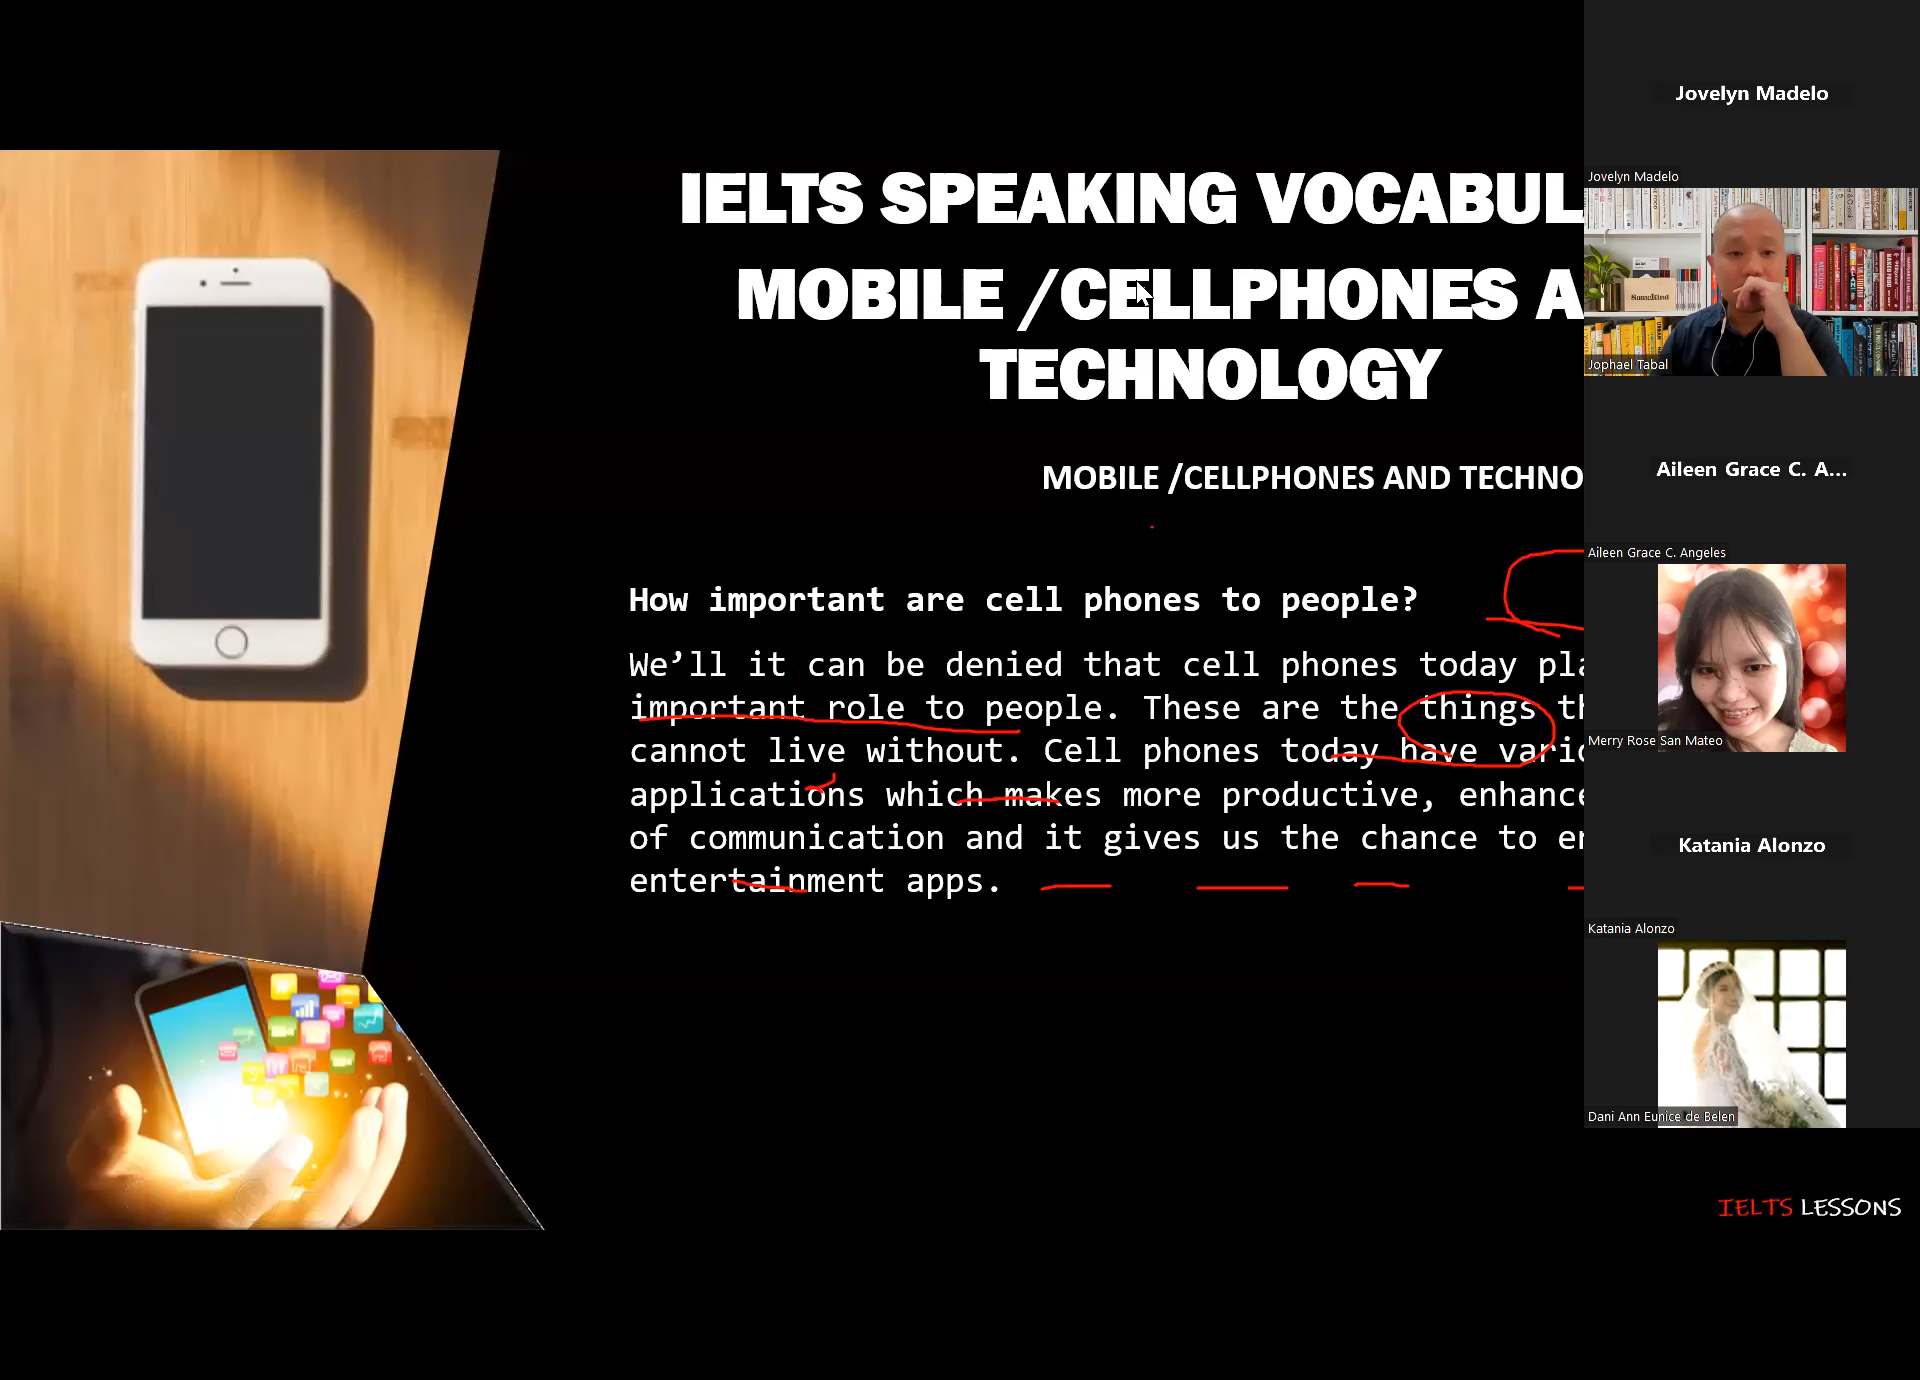 IELTS SPEAKING VOCABUL
MOBILE /CELLPHONES A
TECHNOLOGY
MOBILE /CELLPHONES AND TECHNO
How important are cell phones to people?
We’ll it can be denied that cell phones today pla
important role to people. These are the things th
cannot live without. Cell phones today have vario
applications which makes more productive, enhance
of communication and it gives us the chance to en
entertainment apps.
Jovelyn Madelo
Jovelyn Madelo
SameKind
Jophael Tabal
Aileen Grace C. A...
Aileen Grace C. Angeles
Merry Rose San Mateo
Katania Alonzo
Katania Alonzo
Dani Ann Eunice de Belen
IELTS LESSONS